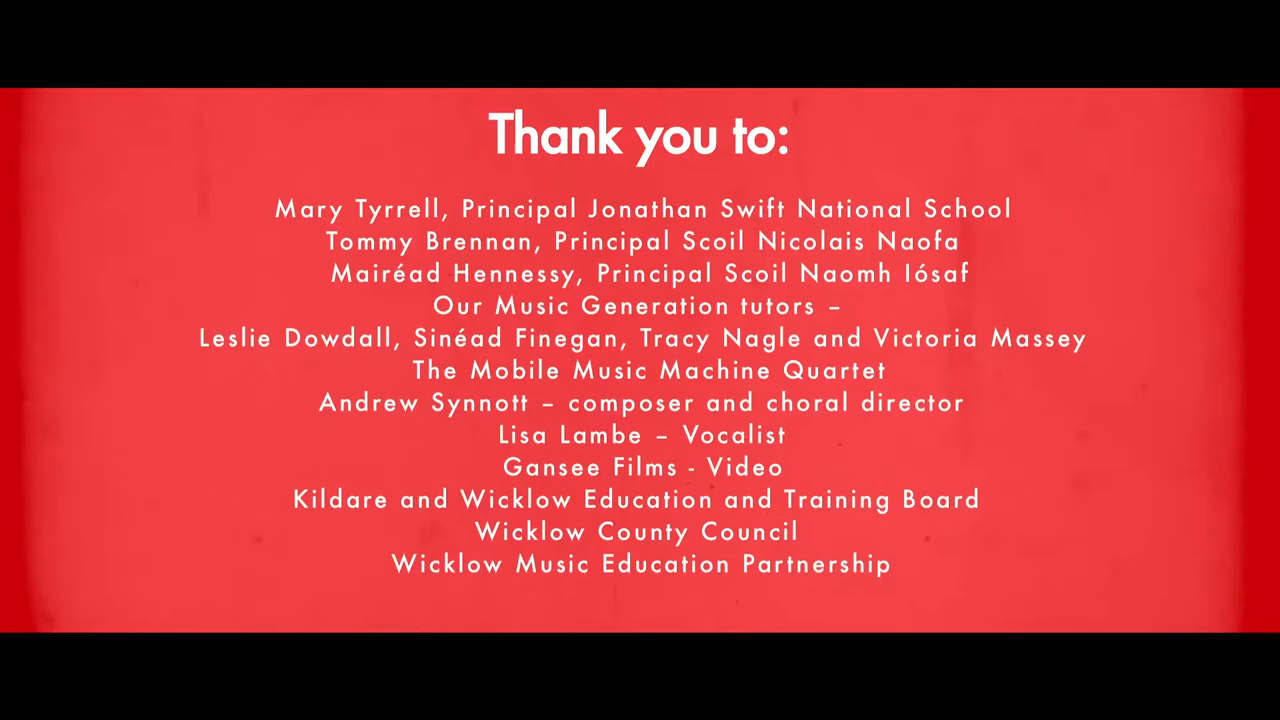 Thank you to:
Mary Tyrrell, Principal Jonathan Swift National School
Tommy Brennan, Principal Scoil Nicolais Naofa
Mairéad Hennessy, Principal Scoil Naomh Iósaf
Our Music Generation tutors –
Leslie Dowdall, Sinéad Finegan, Tracy Nagle and Victoria Massey
The Mobile Music Machine Quartet
Andrew Synnott – composer and choral director
Lisa Lambe – Vocalist
Gansee Films - Video
Kildare and Wicklow Education and Training Board
Wicklow County Council
Wicklow Music Education Partnership